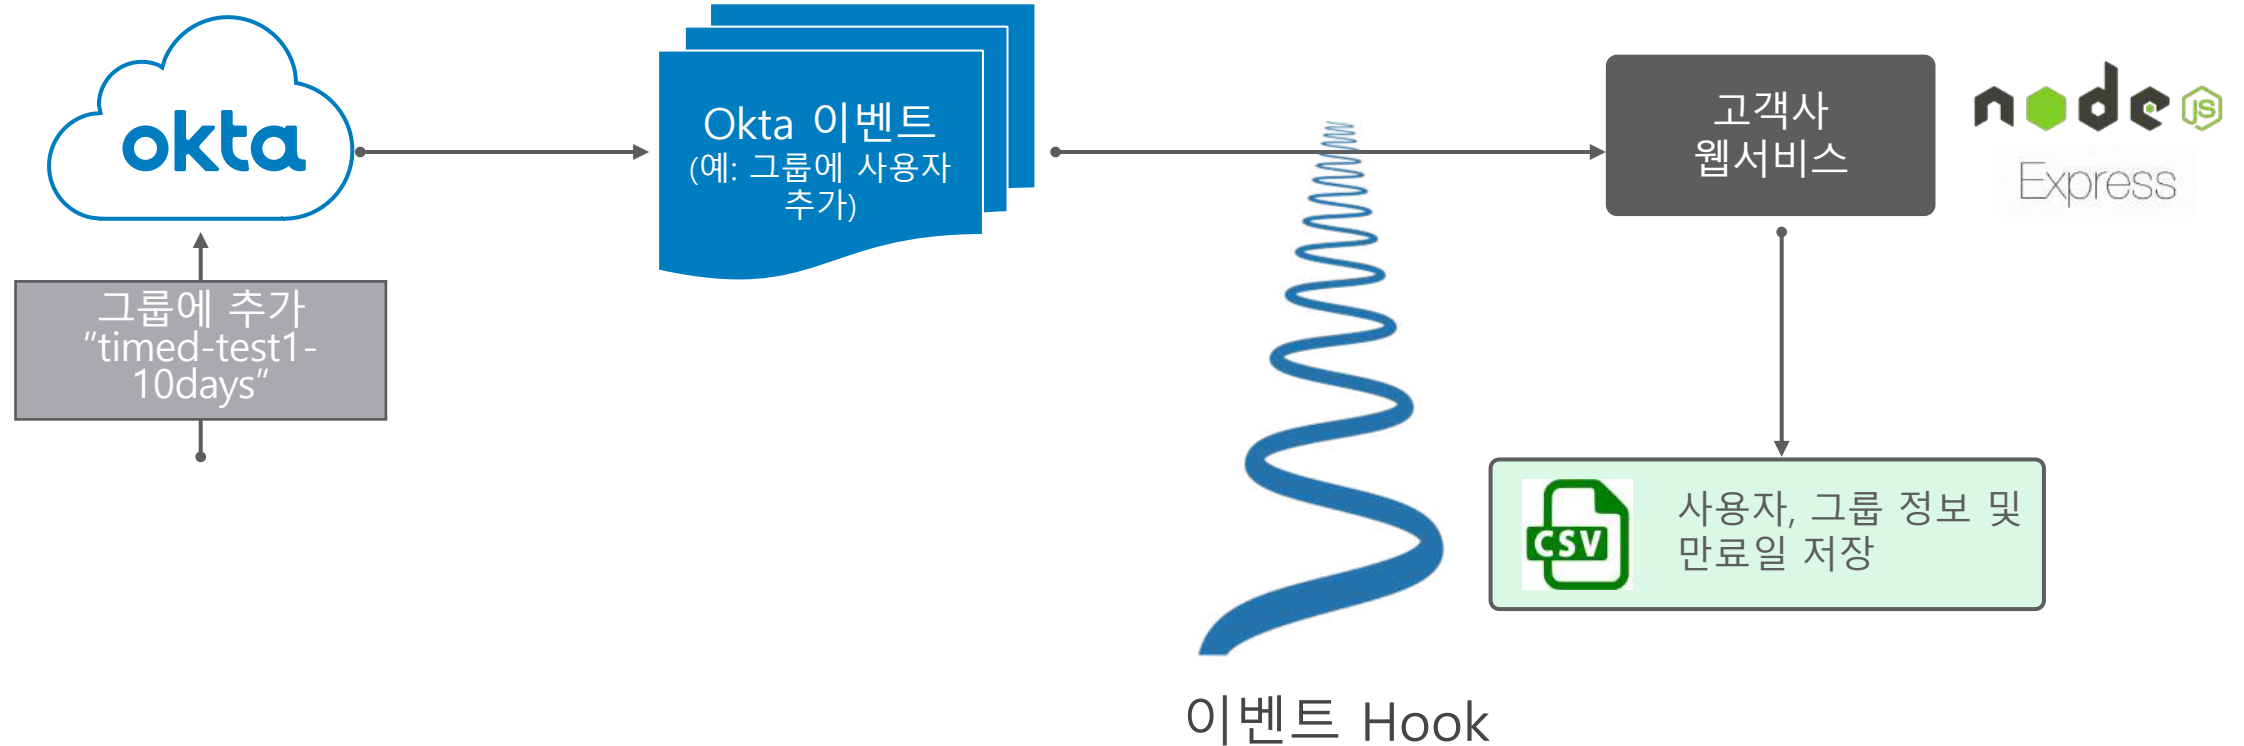 okta
그룹에 추가
“timed-test1-
10days”
Okta 이벤트
(예: 그룹에 사용자
추가)
이벤트 Hook
고객사
웹서비스
node JS
Express
CSV
사용자, 그룹 정보 및
만료일 저장